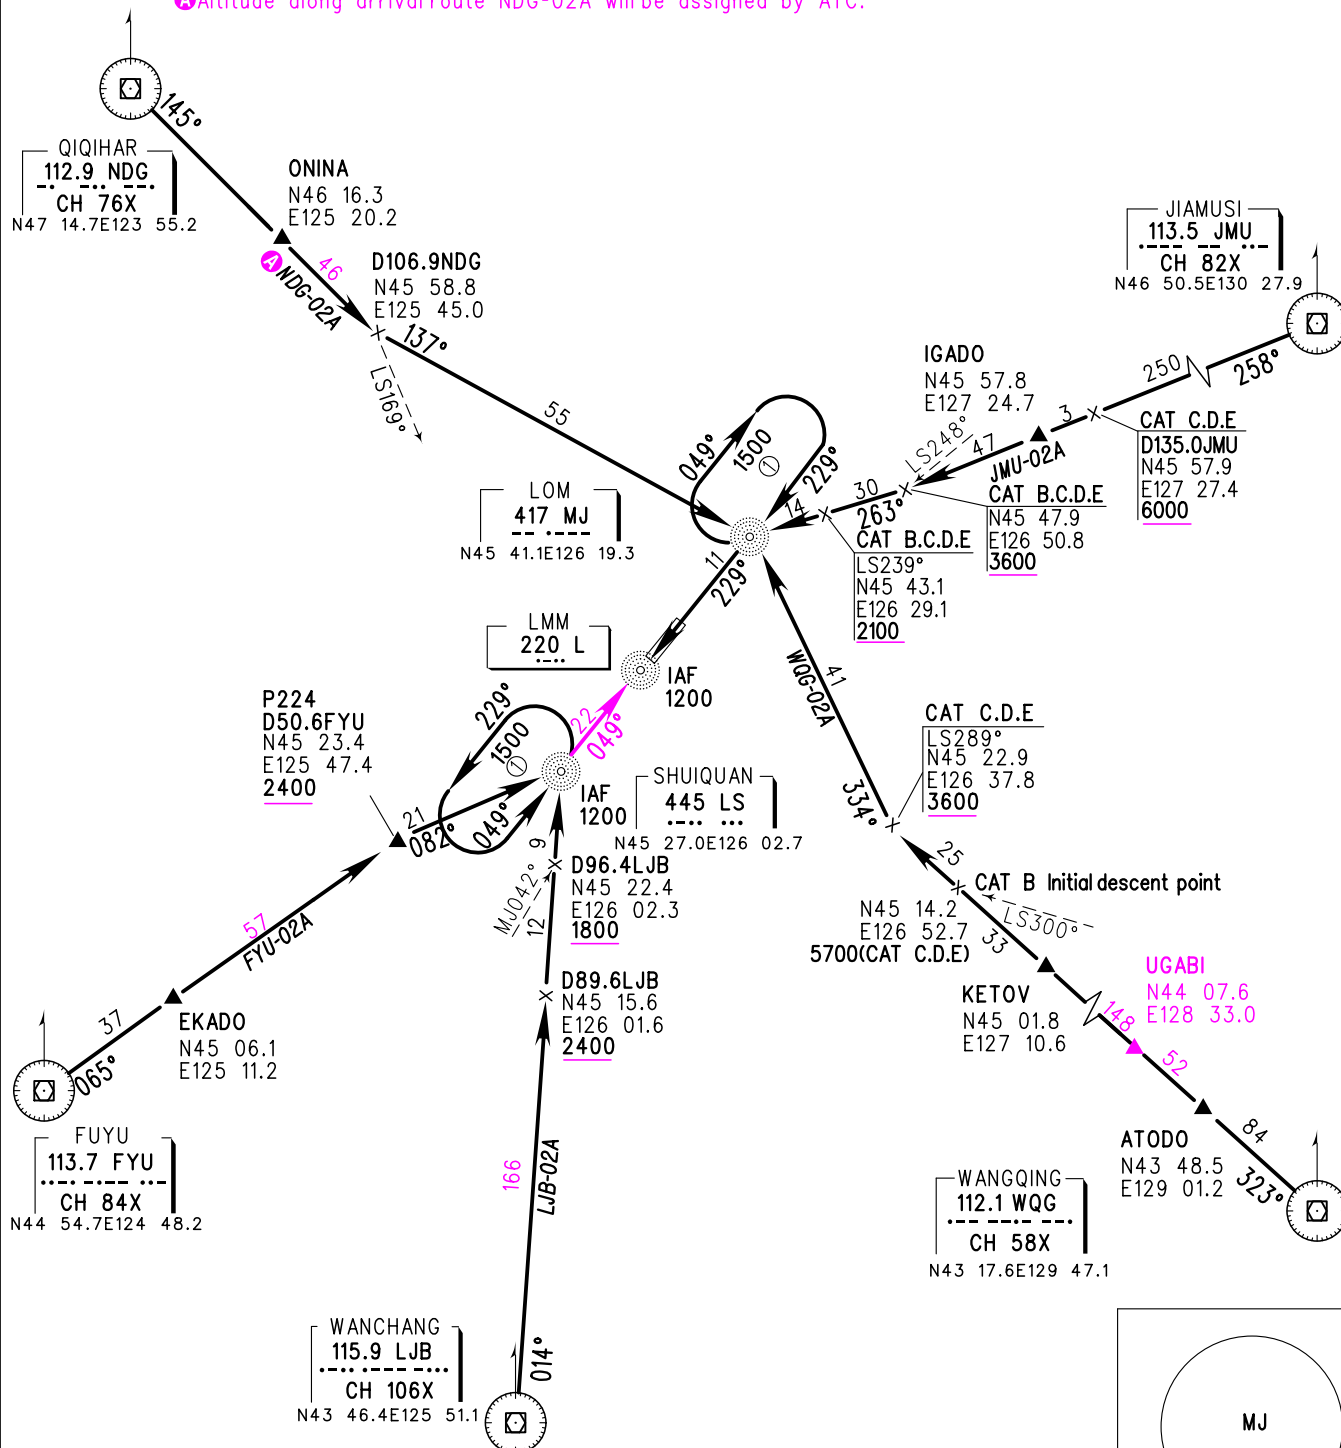 AAltitude along arrival route NDG-02A will be assigned by ATC.
145°
QIQIHAR
112.9 NDG
CH 76X
N47 14.7E123 55.2
ONINA
N46 16.3
E125 20.2
A
46
NDG-02A
D106.9NDG
N45 58.8
E125 45.0
137°
LS169°
55
JIAMUSI
113.5 JMU
CH 82X
N46 50.5E130 27.9
258°
250
3
IGADO
N45 57.8
E127 24.7
CAT C.D.E
D135.0JMU
N45 57.9
E127 27.4
6000
LS248°
47
JMU-02A
CAT B.C.D.E
N45 47.9
E126 50.8
3600
30
263°
14
CAT B.C.D.E
LS239°
N45 43.1
E126 29.1
2100
049°
1500
1
229°
LOM
417 MJ
N45 41.1E126 19.3
11
229°
LMM
220 L
IAF
1200
22
049°
229°
1500
1
049°
P224
D50.6FYU
N45 23.4
E125 47.4
2400
21
082°
IAF
1200
SHUIQUAN
445 LS
N45 27.0E126 02.7
9
D96.4LJB
N45 22.4
E126 02.3
1800
MJ042°
12
D89.6LJB
N45 15.6
E126 01.6
2400
WQG-02A
41
334°
CAT C.D.E
LS289°
N45 22.9
E126 37.8
3600
25
CAT B Initial descent point
LS300°
N45 14.2
E126 52.7
5700(CAT C.D.E)
33
KETOV
N45 01.8
E127 10.6
148
UGABI
N44 07.6
E128 33.0
52
ATODO
N43 48.5
E129 01.2
84
323°
WANGQING
112.1 WQG
CH 58X
N43 17.6E129 47.1
57
FYU-02A
37
EKADO
N45 06.1
E125 11.2
065°
FUYU
113.7 FYU
CH 84X
N44 54.7E124 48.2
166
LJB-02A
014°
WANCHANG
115.9 LJB
CH 106X
N43 46.4E125 51.1
MJ